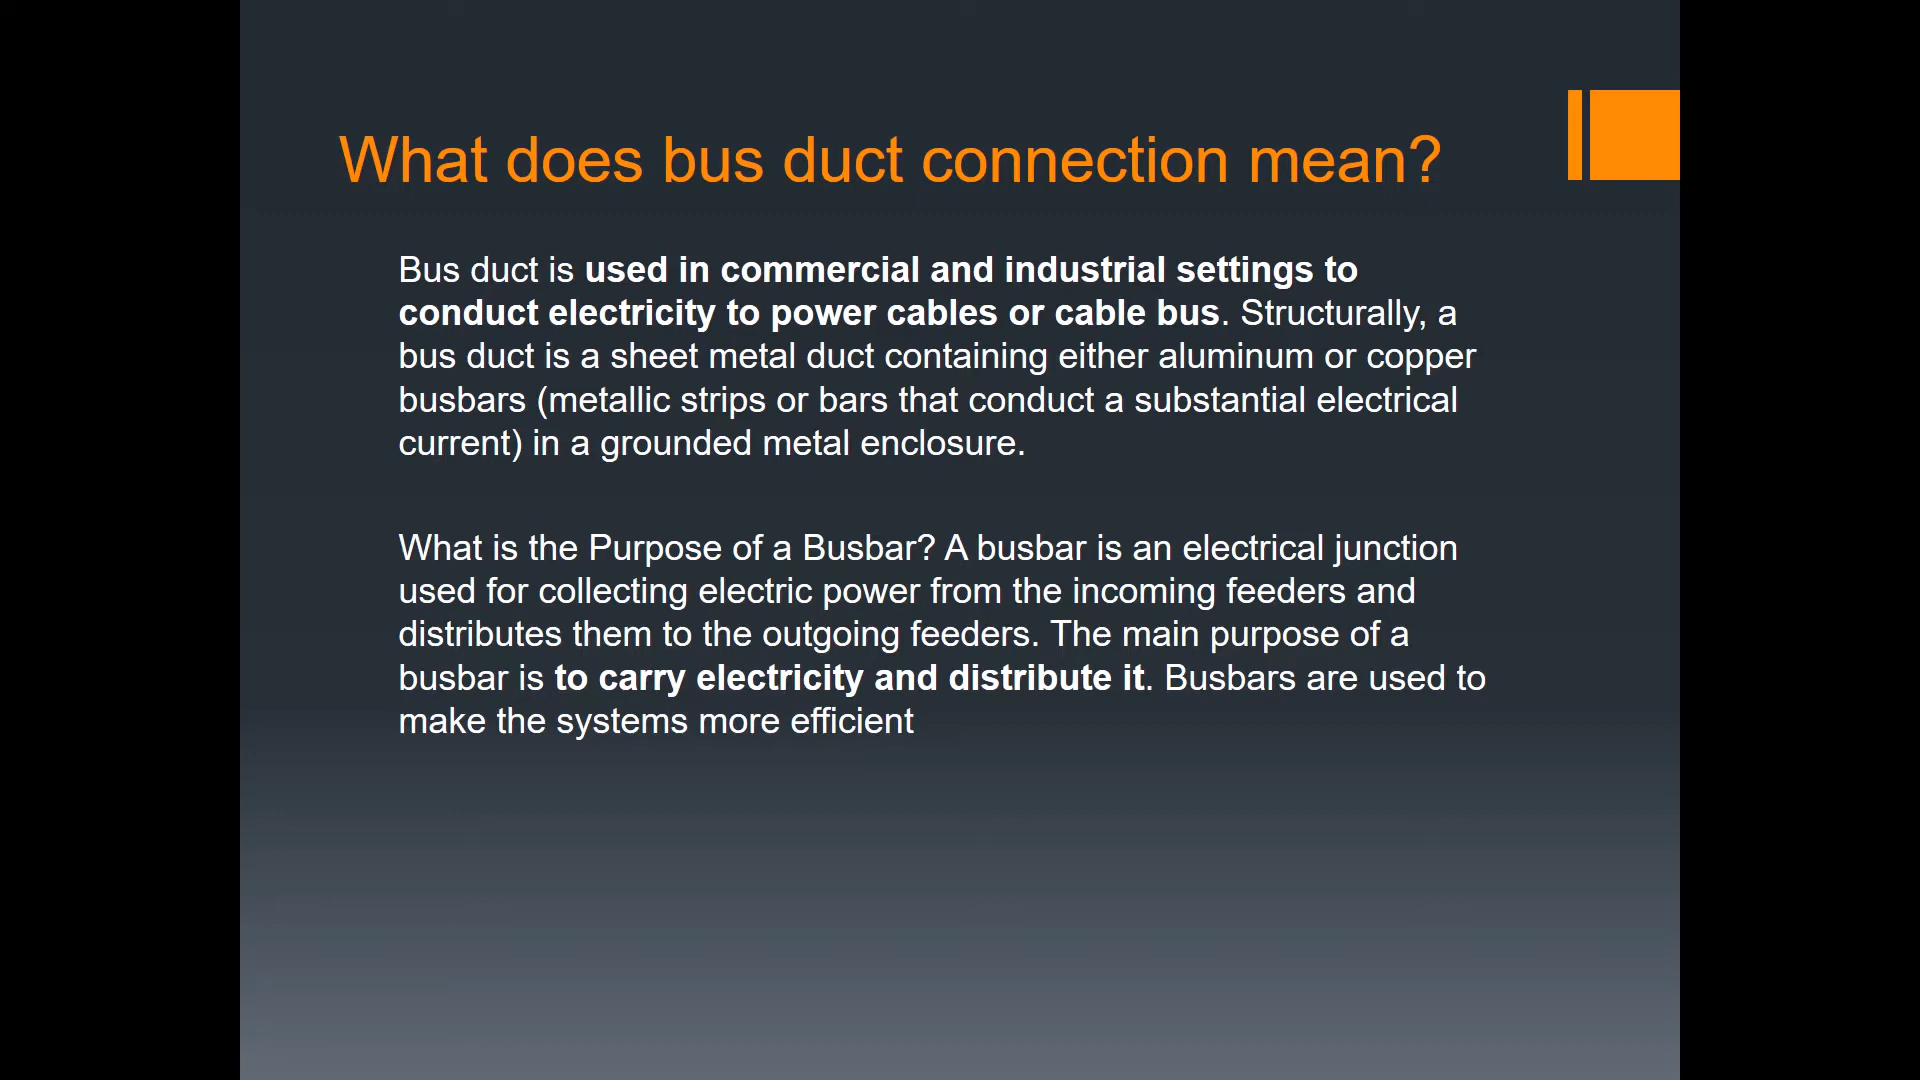 What does bus duct connection mean?
Bus duct is used in commercial and industrial settings to
conduct electricity to power cables or cable bus. Structurally, a
bus duct is a sheet metal duct containing either aluminum or copper
busbars (metallic strips or bars that conduct a substantial electrical
current) in a grounded metal enclosure.
What is the Purpose of a Busbar? A busbar is an electrical junction
used for collecting electric power from the incoming feeders and
distributes them to the outgoing feeders. The main purpose of a
busbar is to carry electricity and distribute it. Busbars are used to
make the systems more efficient